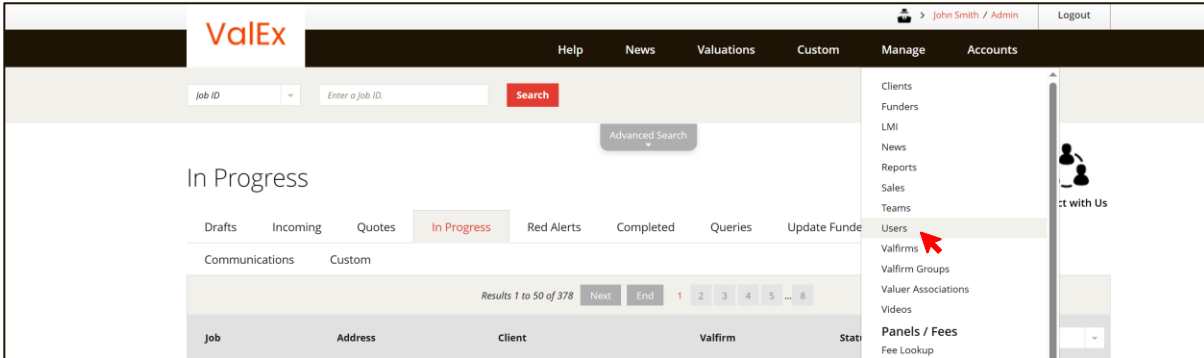 John Smith / Admin
Logout
ValEx
Help News Valuations Custom Manage Accounts
Job ID
Enter a Job ID.
Search
Advanced Search
Clients
Funders
LMI
News
Reports
Sales
Teams
Users
Valfirms
Valfirm Groups
Valuer Associations
Videos
Panels / Fees
Fee Lookup
ct with Us
In Progress
Drafts Incoming Quotes In Progress Red Alerts Completed Queries Update Funde
Communications Custom
Results 1 to 50 of 378 Next End 1 2 3 4 5 ... 8
Job Address Client Valfirm Statu